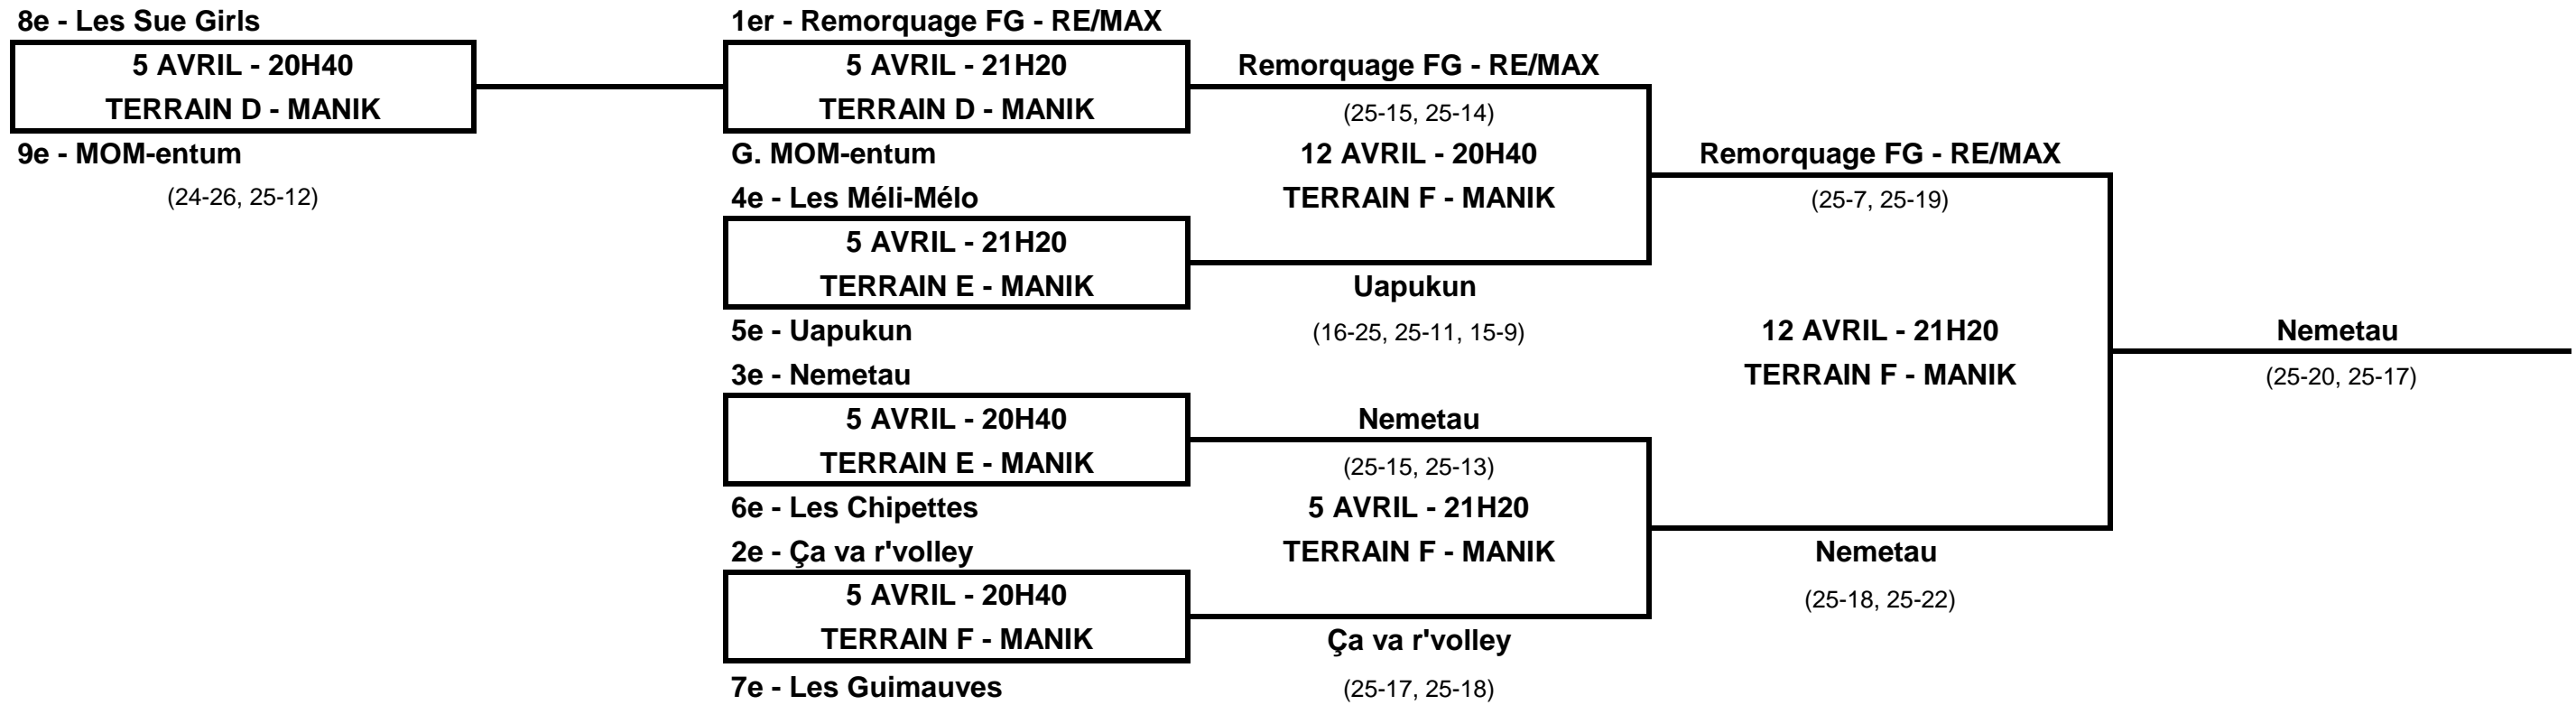 8e - Les Sue Girls
5 AVRIL - 20H40
TERRAIN D - MANIK
9e - MOM-entum
(24-26, 25-12)
1er - Remorquage FG - RE/MAX
5 AVRIL - 21H20
TERRAIN D - MANIK
G. MOM-entum
4e - Les Méli-Mélo
5 AVRIL - 21H20
TERRAIN E - MANIK
5e - Uapukun
3e - Nemetau
5 AVRIL - 20H40
TERRAIN E - MANIK
6e - Les Chipettes
2e - Ça va r'volley
5 AVRIL - 20H40
TERRAIN F - MANIK
7e - Les Guimauves
Remorquage FG - RE/MAX
(25-15, 25-14)
12 AVRIL - 20H40
TERRAIN F - MANIK
Uapukun
(16-25, 25-11, 15-9)
Nemetau
(25-15, 25-13)
5 AVRIL - 21H20
TERRAIN F - MANIK
Ça va r'volley
(25-17, 25-18)
Remorquage FG - RE/MAX
(25-7, 25-19)
12 AVRIL - 21H20
TERRAIN F - MANIK
Nemetau
(25-18, 25-22)
Nemetau
(25-20, 25-17)